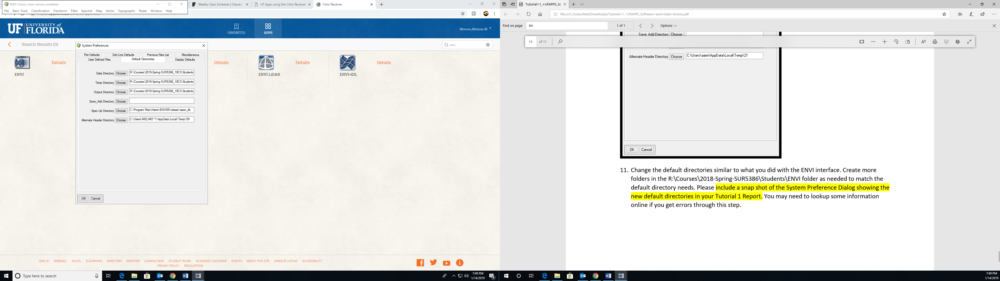 ENVI Classic (new version available)
File Basic Tools Classification Transform Filter Spectral Map Vector Topographic Radar Window Help
Weekly Class Schedule | Classes
UF Apps using the Citrix Reciever
Citrix Receiver
UF UNIVERSITY of FLORIDA
FAVORITES
APPS
Moreno,Melissa M
Search Results (5)
envi
System Preferences
Plot Defaults Grid Line Defaults Previous Files List Miscellaneous
User Defined Files Default Directories Display Defaults
Data Directory Choose R:\Courses\2019-Spring-SUR5386_19C3\Students
Temp Directory Choose R:\Courses\2019-Spring-SUR5386_19C3\Students
Output Directory Choose R:\Courses\2019-Spring-SUR5386_19C3\Students
Save_Add Directory Choose
Spec Lib Directory Choose C:\Program Files\Harris\ENVI55\classic\spec_lib
Alternate Header Directory Choose C:\Users\MELIMO~1\AppData\Local\Temp\59
OK Cancel
Details Details Details Details
ENVI ENVI LiDAR ENVI+IDL
ONE.UF WEBMAIL MYUFL ELEARNING DIRECTORY WEATHER CAMPUS MAP STUDENT TOURS ACADEMIC CALENDAR EVENTS ABOUT THIS SITE WEBSITE LISTING ACCESSIBILITY
PRIVACY POLICY REGULATIONS
Type here to search
7:49 PM
1/14/2019
9
Tutorial+1_+UFAPPS_Sc
file:///C:/Users/Mel/Downloads/Tutorial+1_+UFAPPS_Software+and+Data+Access.pdf
Find on page itri 1 of 1 Options
Save_Add Directory Choose
11 of 11
Alternate Header Directory Choose C:\Users\aamr\AppData\Local\Temp\21
OK Cancel
11. Change the default directories similar to what you did with the ENVI interface. Create more
folders in the R:\Courses\2018-Spring-SUR5386\Students\ENVI folder as needed to match the
default directory needs. Please include a snap shot of the System Preference Dialog showing the
new default directories in your Tutorial 1 Report. You may need to lookup some information
online if you get errors through this step.
7:49 PM
1/14/2019